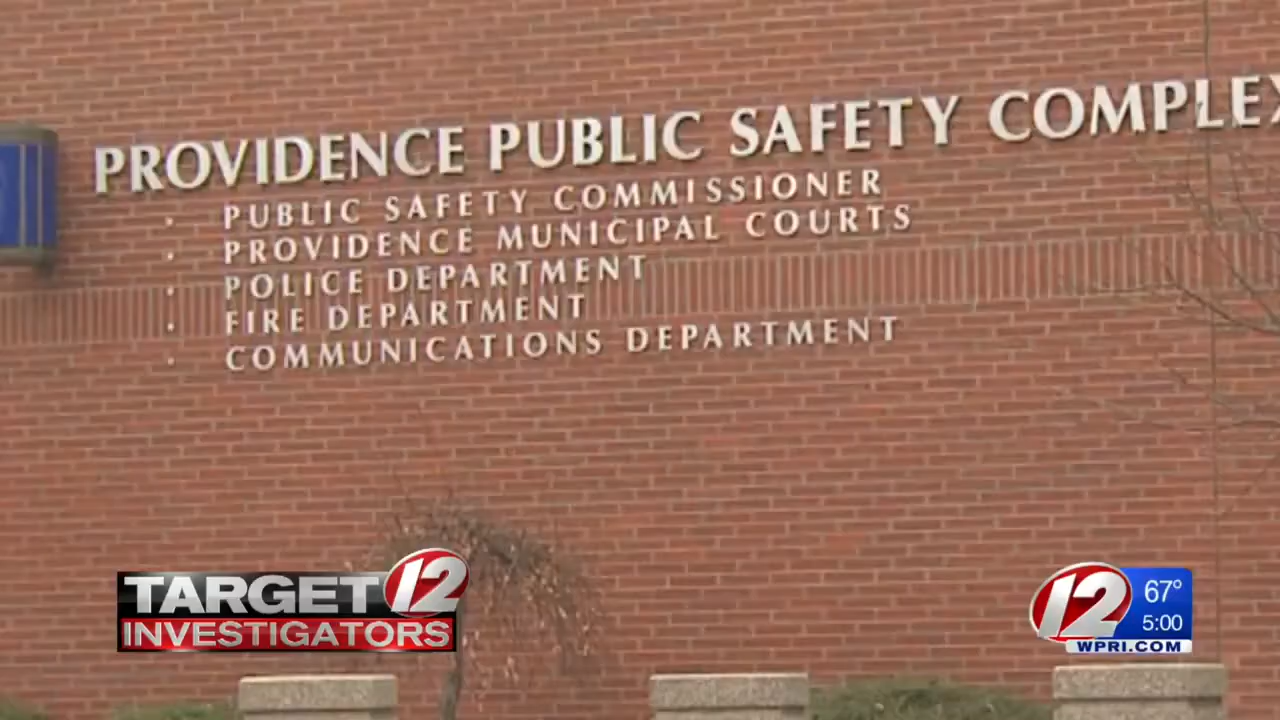 PROVIDENCE PUBLIC SAFETY COMPLEX
· PUBLIC SAFETY COMMISSIONER
· PROVIDENCE MUNICIPAL COURTS
· POLICE DEPARTMENT
· FIRE DEPARTMENT
· COMMUNICATIONS DEPARTMENT
TARGET 12
INVESTIGATORS
12 67°
5:00
WPRI.COM